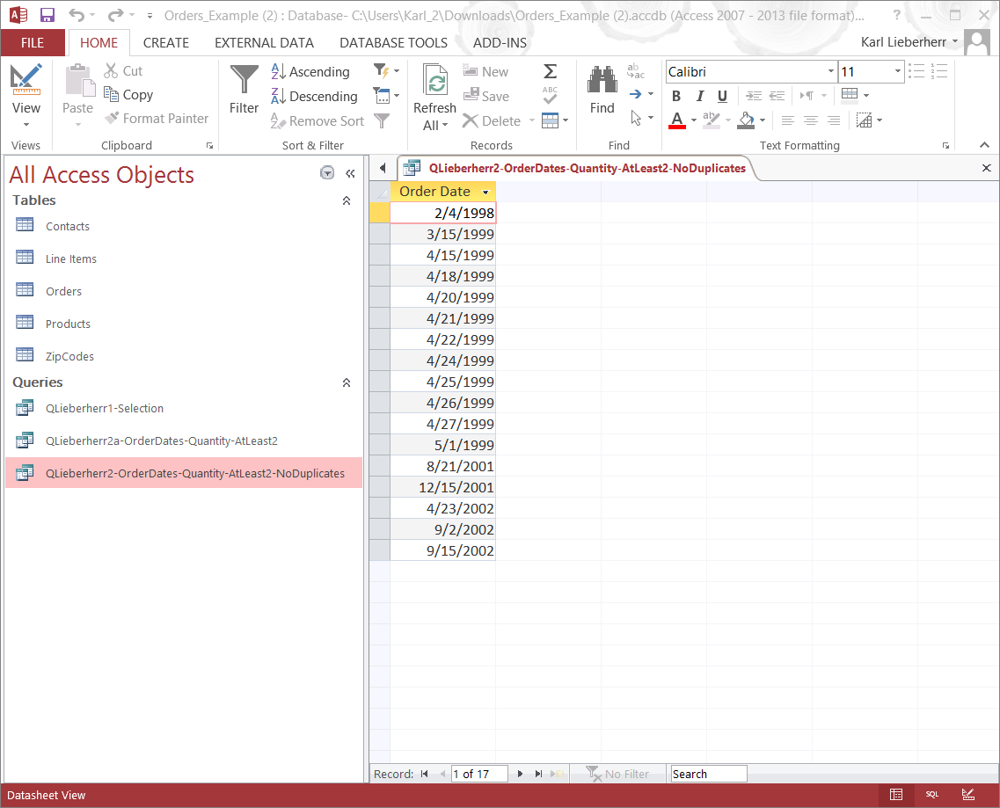 Orders_Example (2) : Database- C:\Users\Karl_2\Downloads\Orders_Example (2).accdb (Access 2007 - 2013 file format)... ?
FILE HOME CREATE EXTERNAL DATA DATABASE TOOLS ADD-INS Karl Lieberherr
View
Views
Paste
Cut
Copy
Format Painter
Clipboard
Filter
Ascending
Descending
Remove Sort
Sort & Filter
Refresh
All
New
Save
Delete
Σ
ABC
Records
Find
ab
ac
Find
Calibri 11
B I U
A ab
Text Formatting
All Access Objects
Tables
Contacts
Line Items
Orders
Products
ZipCodes
Queries
QLieberherr1-Selection
QLieberherr2a-OrderDates-Quantity-AtLeast2
QLieberherr2-OrderDates-Quantity-AtLeast2-NoDuplicates
QLieberherr2-OrderDates-Quantity-AtLeast2-NoDuplicates
Order Date
2/4/1998
3/15/1999
4/15/1999
4/18/1999
4/20/1999
4/21/1999
4/22/1999
4/24/1999
4/25/1999
4/26/1999
4/27/1999
5/1/1999
8/21/2001
12/15/2001
4/23/2002
9/2/2002
9/15/2002
Record: 1 of 17 No Filter Search
Datasheet View SQL